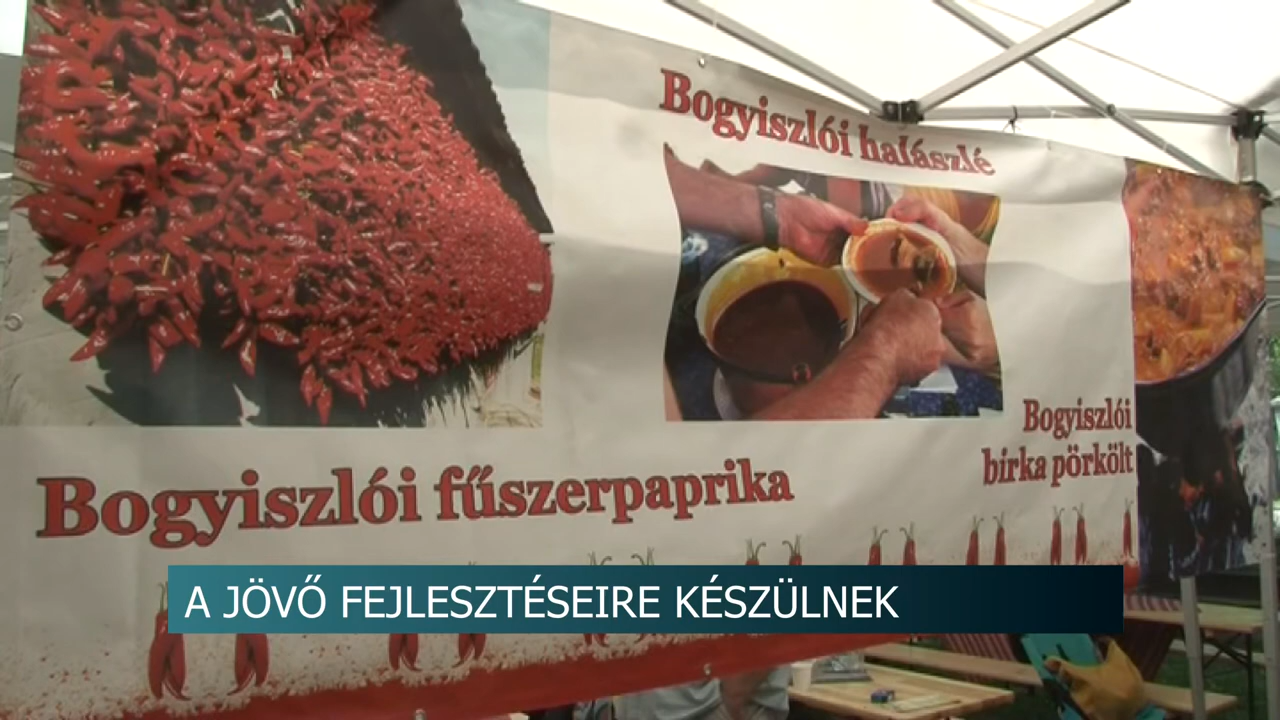 Bogyiszlói halászlé
Bogyiszlói
birka pörkölt
Bogyiszlói fűszerpaprika
A JÖVŐ FEJLESZTÉSEIRE KÉSZÜLNEK